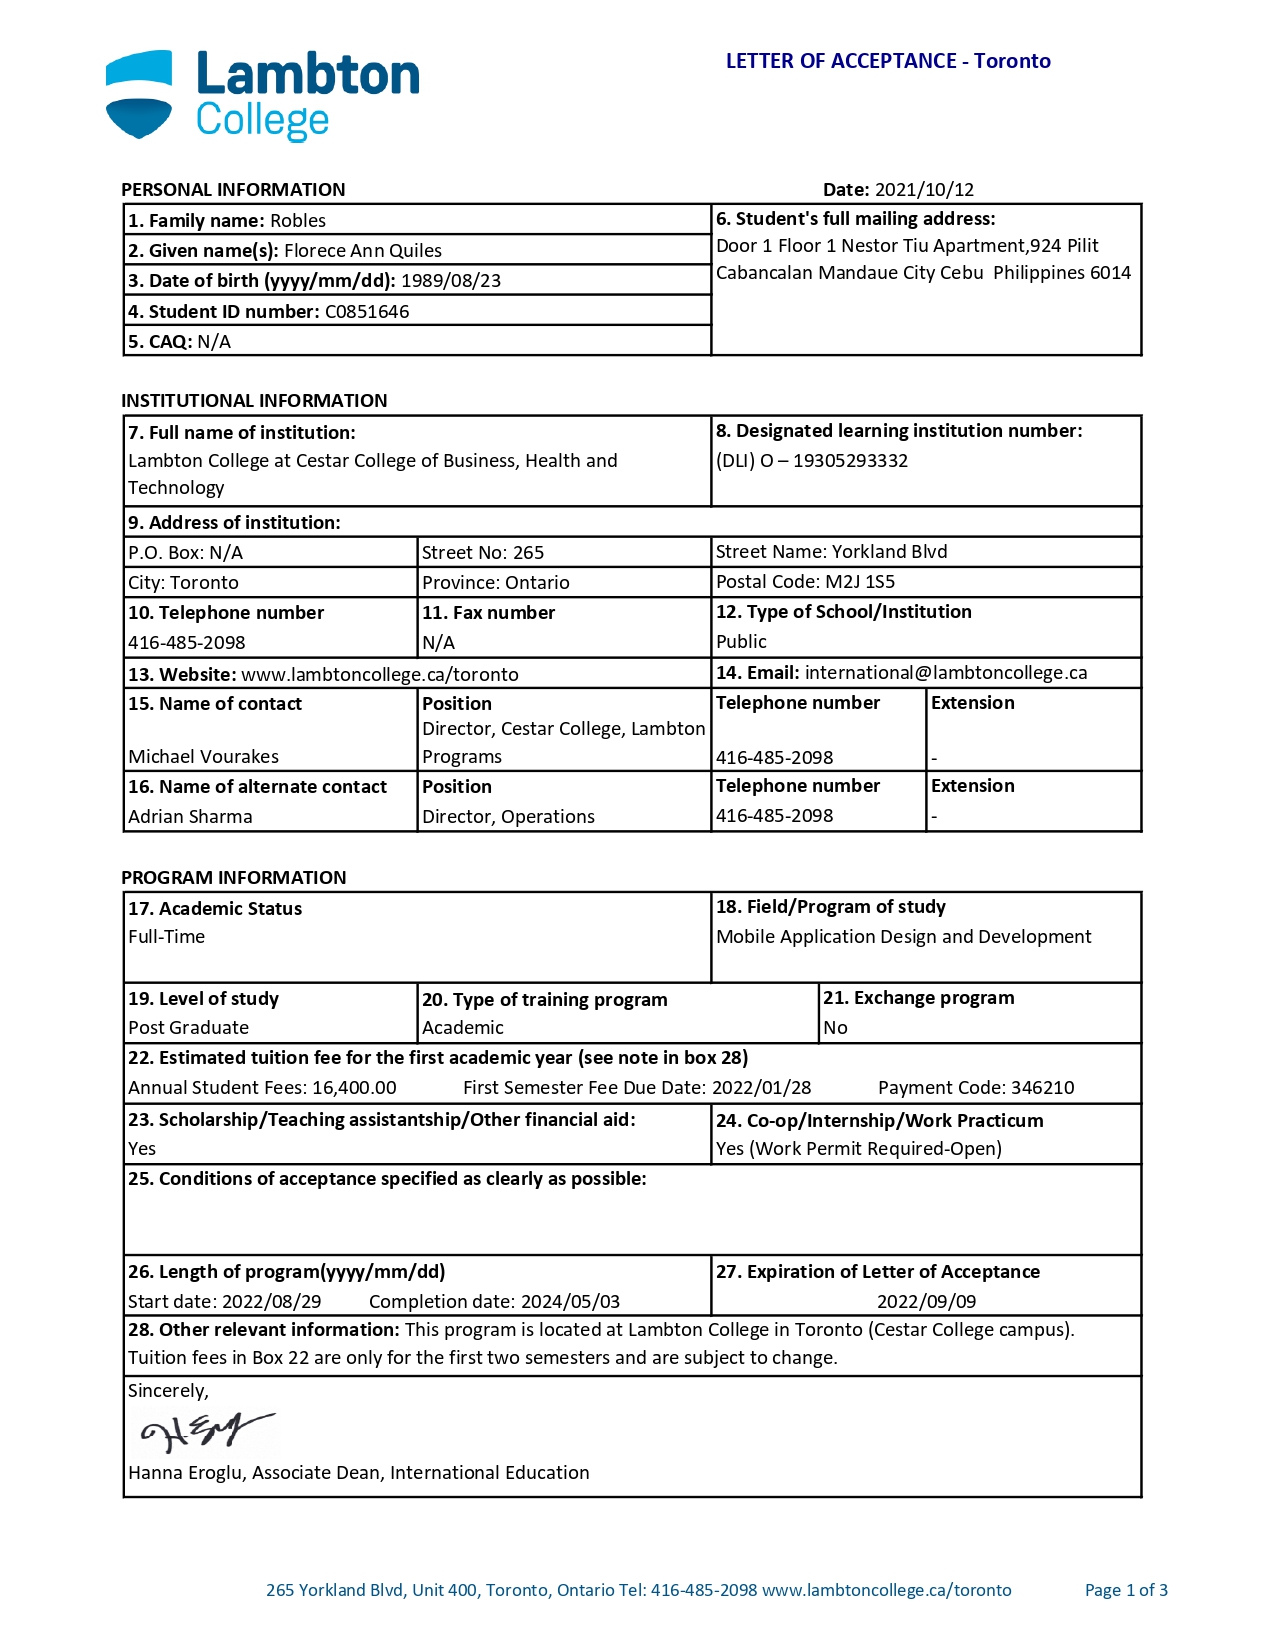 Lambton
College
LETTER OF ACCEPTANCE - Toronto
PERSONAL INFORMATION
Date: 2021/10/12
1. Family name: Robles
2. Given name(s): Florece Ann Quiles
3. Date of birth (yyyy/mm/dd): 1989/08/23
4. Student ID number: C0851646
5. CAQ: N/A
6. Student's full mailing address:
Door 1 Floor 1 Nestor Tiu Apartment,924 Pilit
Cabancalan Mandaue City Cebu  Philippines 6014
INSTITUTIONAL INFORMATION
7. Full name of institution:
Lambton College at Cestar College of Business, Health and
Technology
8. Designated learning institution number:
(DLI) O – 19305293332
9. Address of institution:
P.O. Box: N/A
Street No: 265
Street Name: Yorkland Blvd
City: Toronto
Province: Ontario
Postal Code: M2J 1S5
10. Telephone number
416-485-2098
11. Fax number
N/A
12. Type of School/Institution
Public
13. Website: www.lambtoncollege.ca/toronto
14. Email: international@lambtoncollege.ca
15. Name of contact
Michael Vourakes
Position
Director, Cestar College, Lambton
Programs
Telephone number
416-485-2098
Extension
-
16. Name of alternate contact
Adrian Sharma
Position
Director, Operations
Telephone number
416-485-2098
Extension
-
PROGRAM INFORMATION
17. Academic Status
Full-Time
18. Field/Program of study
Mobile Application Design and Development
19. Level of study
Post Graduate
20. Type of training program
Academic
21. Exchange program
No
22. Estimated tuition fee for the first academic year (see note in box 28)
Annual Student Fees: 16,400.00 First Semester Fee Due Date: 2022/01/28 Payment Code: 346210
23. Scholarship/Teaching assistantship/Other financial aid:
Yes
24. Co-op/Internship/Work Practicum
Yes (Work Permit Required-Open)
25. Conditions of acceptance specified as clearly as possible:
26. Length of program(yyyy/mm/dd)
Start date: 2022/08/29 Completion date: 2024/05/03
27. Expiration of Letter of Acceptance
2022/09/09
28. Other relevant information: This program is located at Lambton College in Toronto (Cestar College campus).
Tuition fees in Box 22 are only for the first two semesters and are subject to change.
Sincerely,
Hanna Eroglu, Associate Dean, International Education
265 Yorkland Blvd, Unit 400, Toronto, Ontario Tel: 416-485-2098 www.lambtoncollege.ca/toronto
Page 1 of 3